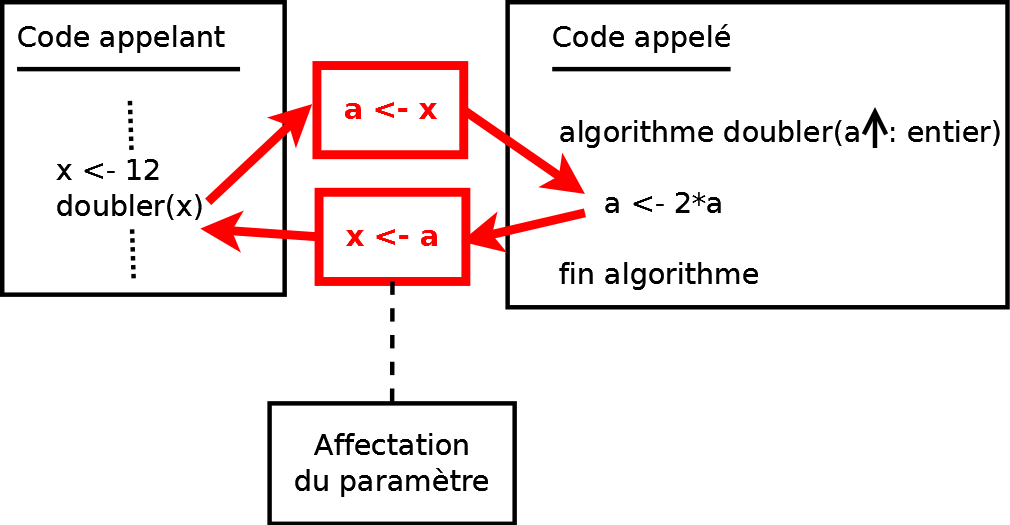 Code appelant
x <- 12
doubler(x)
a <- x
x <- a
Code appelé
algorithme doubler(a↑: entier)
a <- 2*a
fin algorithme
Affectation
du paramètre